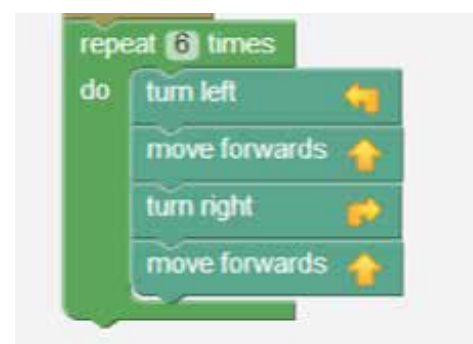 repeat 6 times
do turn left
move forwards
turn right
move forwards